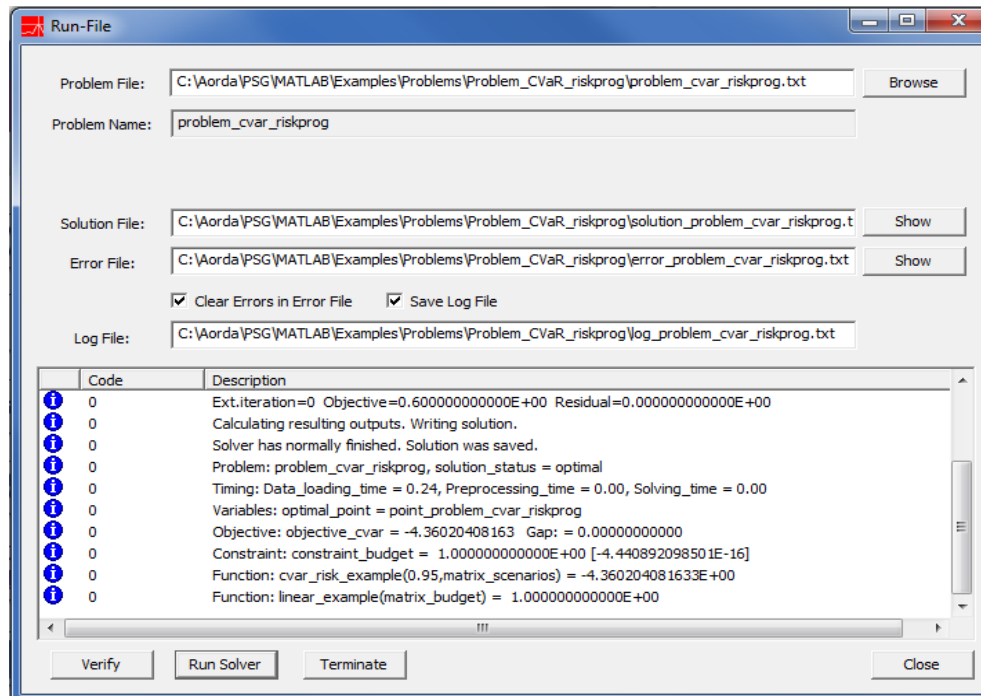 Run-File
Problem File: C:\Aorda\PSG\MATLAB\Examples\Problems\Problem_CVaR_riskprog\problem_cvar_riskprog.txt Browse
Problem Name: problem_cvar_riskprog
Solution File: C:\Aorda\PSG\MATLAB\Examples\Problems\Problem_CVaR_riskprog\solution_problem_cvar_riskprog.t Show
Error File: C:\Aorda\PSG\MATLAB\Examples\Problems\Problem_CVaR_riskprog\error_problem_cvar_riskprog.txt Show
Clear Errors in Error File Save Log File
Log File: C:\Aorda\PSG\MATLAB\Examples\Problems\Problem_CVaR_riskprog\log_problem_cvar_riskprog.txt
Code Description
0 Ext.iteration=0 Objective=0.600000000000E+00 Residual=0.000000000000E+00
0 Calculating resulting outputs. Writing solution.
0 Solver has normally finished. Solution was saved.
0 Problem: problem_cvar_riskprog, solution_status = optimal
0 Timing: Data_loading_time = 0.24, Preprocessing_time = 0.00, Solving_time = 0.00
0 Variables: optimal_point = point_problem_cvar_riskprog
0 Objective: objective_cvar = -4.36020408163 Gap: = 0.00000000000
0 Constraint: constraint_budget = 1.000000000000E+00 [-4.440892098501E-16]
0 Function: cvar_risk_example(0.95,matrix_scenarios) = -4.360204081633E+00
0 Function: linear_example(matrix_budget) = 1.000000000000E+00
Verify Run Solver Terminate Close